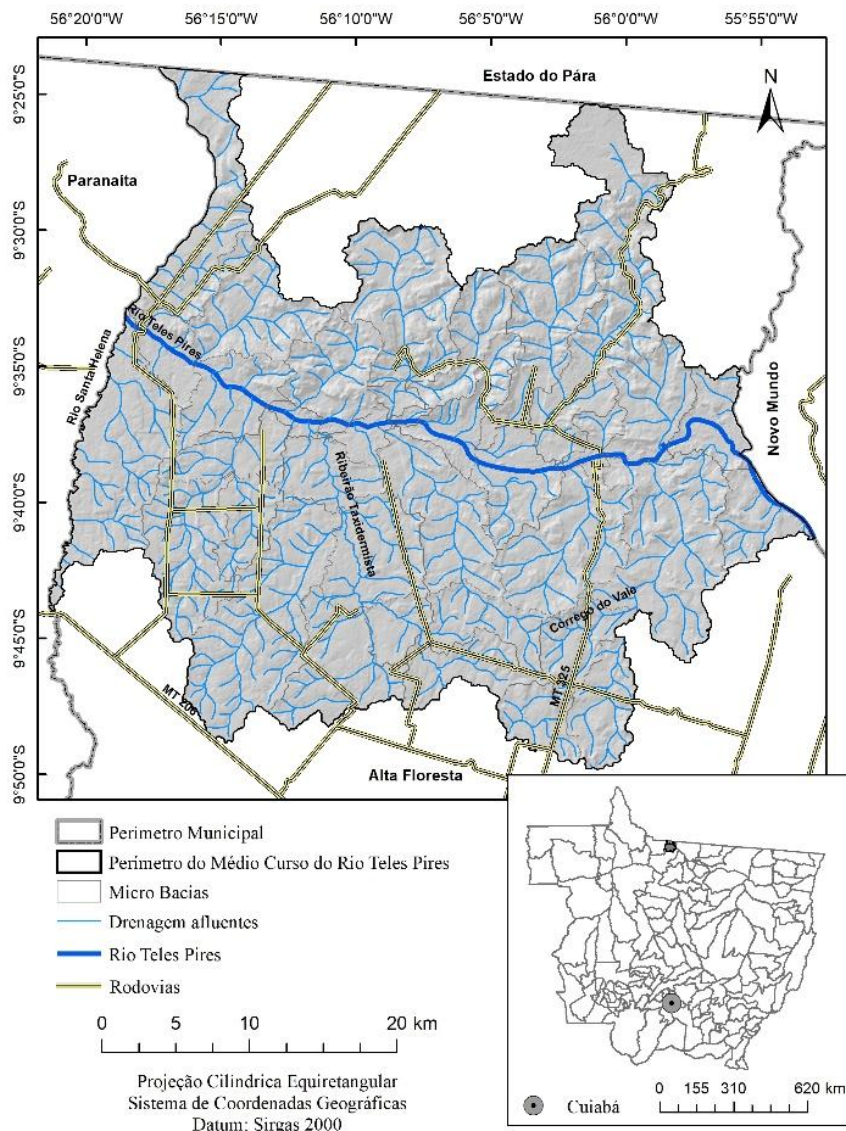 56°20'0"W 56°15'0"W 56°10'0"W 56°5'0"W 56°0'0"W 55°55'0"W
9°25'0"S
9°30'0"S
9°35'0"S
9°40'0"S
9°45'0"S
9°50'0"S
Estado do Pára
N
Paranaita
Rio Teles Pires
Rio Santa Helena
Novo Mundo
Ribeirão Taxidermista
Córrego do Vale
MT 206
MT 325
Alta Floresta
Perimetro Municipal
Perímetro do Médio Curso do Rio Teles Pires
Micro Bacias
Drenagem afluentes
Rio Teles Pires
Rodovias
0 5 10 20 km
Projeção Cilindrica Equiretangular
Sistema de Coordenadas Geográficas
Datum: Sirgas 2000
0 155 310 620 km
Cuiabá